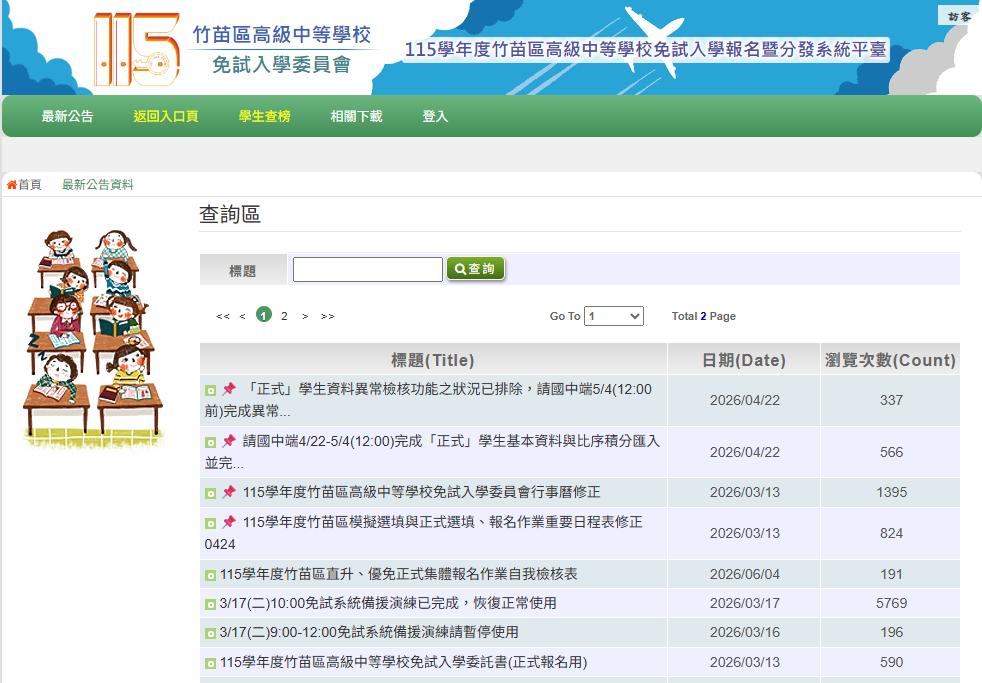 115
竹苗區高級中等學校
免試入學委員會
115學年度竹苗區高級中等學校免試入學報名暨分發系統平臺
訪客
最新公告 返回入口頁 學生查榜 相關下載 登入
首頁 最新公告資料
查詢區
標題 查詢
<< < 1 2 > >> Go To 1 Total 2 Page
標題(Title) 日期(Date) 瀏覽次數(Count)
「正式」學生資料異常檢核功能之狀況已排除，請國中端5/4(12:00
前)完成異常... 2026/04/22 337
請國中端4/22-5/4(12:00)完成「正式」學生基本資料與比序積分匯入
並完... 2026/04/22 566
115學年度竹苗區高級中等學校免試入學委員會行事曆修正 2026/03/13 1395
115學年度竹苗區模擬選填與正式選填、報名作業重要日程表修正
0424 2026/03/13 824
115學年度竹苗區直升、優免正式集體報名作業自我檢核表 2026/06/04 191
3/17(二)10:00免試系統備援演練已完成，恢復正常使用 2026/03/17 5769
3/17(二)9:00-12:00免試系統備援演練請暫停使用 2026/03/16 196
115學年度竹苗區高級中等學校免試入學委託書(正式報名用) 2026/03/13 590